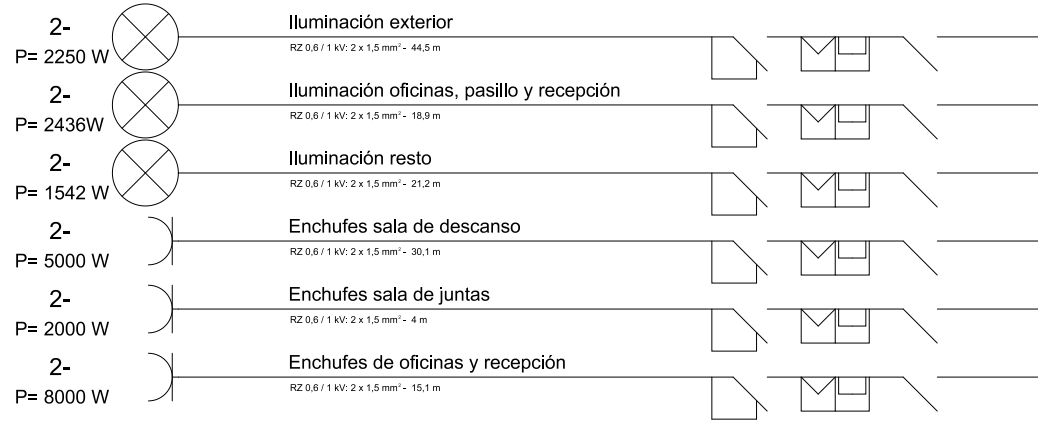 2-
Iluminación exterior
P= 2250 W
RZ 0,6 / 1 kV: 2 x 1,5 mm² - 44,5 m
2-
Iluminación oficinas, pasillo y recepción
P= 2436W
RZ 0,6 / 1 kV: 2 x 1,5 mm² - 18,9 m
2-
Iluminación resto
P= 1542 W
RZ 0,6 / 1 kV: 2 x 1,5 mm² - 21,2 m
2-
Enchufes sala de descanso
P= 5000 W
RZ 0,6 / 1 kV: 2 x 1,5 mm² - 30,1 m
2-
Enchufes sala de juntas
P= 2000 W
RZ 0,6 / 1 kV: 2 x 1,5 mm² - 4 m
2-
Enchufes de oficinas y recepción
P= 8000 W
RZ 0,6 / 1 kV: 2 x 1,5 mm² - 15,1 m